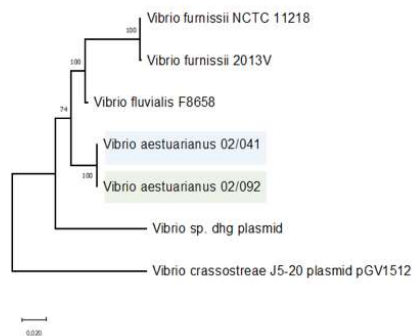 Vibrio furnissii NCTC 11218
100
Vibrio furnissii 2013V
100
Vibrio fluvialis F8658
74
Vibrio aestuarianus 02/041
100
Vibrio aestuarianus 02/092
Vibrio sp. dhg plasmid
Vibrio crassostreae J5-20 plasmid pGV1512
0.020